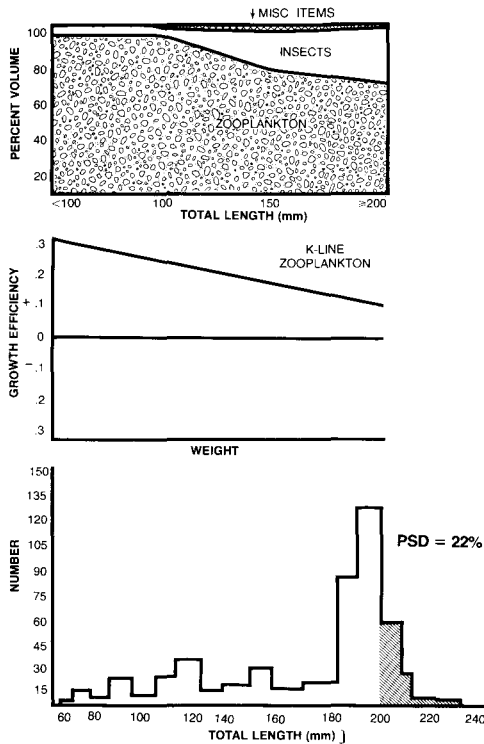 ↓ MISC ITEMS
INSECTS
ZOOPLANKTON
PERCENT VOLUME
100
80
60
40
20
<100 100 150 ≥200
TOTAL LENGTH (mm)
K-LINE
ZOOPLANKTON
GROWTH EFFICIENCY
.3
.2
+ .1
0
− .1
.2
.3
WEIGHT
PSD = 22%
NUMBER
150
135
120
105
90
75
60
45
30
15
60 80 100 120 140 160 180 200 220 240
TOTAL LENGTH (mm) ]